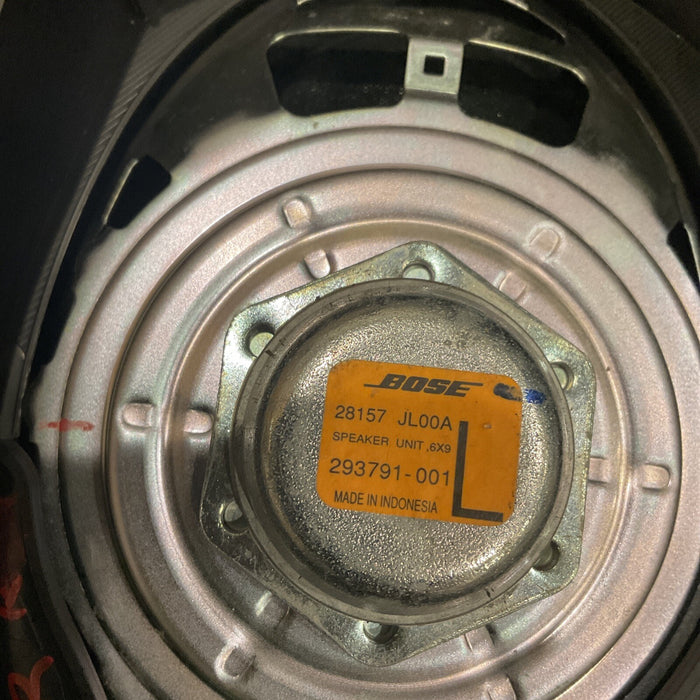 BOSE
28157 JL00A
SPEAKER UNIT ,6X9
293791-001
L
MADE IN INDONESIA